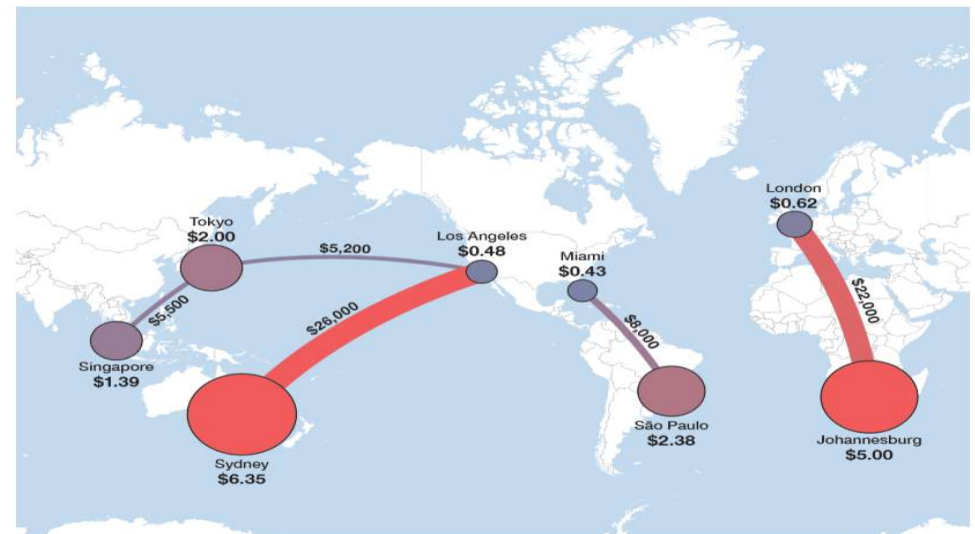 London
$0.62
Tokyo
$2.00
$5,200
Los Angeles
$0.48
Miami
$0.43
$5,500
$26,000
$8,000
$22,000
Singapore
$1.39
São Paulo
$2.38
Johannesburg
$5.00
Sydney
$6.35